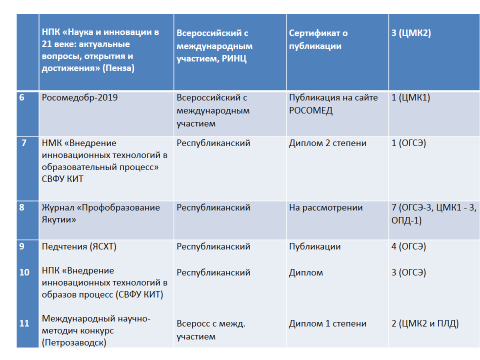 НПК «Наука и инновации в
21 веке: актуальные
вопросы, открытия и
достижения» (Пенза)
Всероссийский с
международным
участием, РИНЦ
Сертификат о
публикации
3 (ЦМК2)
6
Росомедобр-2019
Всероссийский с
международным
участием
Публикация на сайте
РОСОМЕД
1 (ЦМК1)
7
НМК «Внедрение
инновационных технологий в
образовательный процесс»
СВФУ КИТ
Республиканский
Диплом 2 степени
1 (ОГСЭ)
8
Журнал «Профобразование
Якутии»
Республиканский
На рассмотрении
7 (ОГСЭ-3, ЦМК1 - 3,
ОПД-1)
9
Педчтения (ЯСХТ)
Республиканский
Публикации
4 (ОГСЭ)
10
НПК «Внедрение
инновационных технологий в
образов процесс (СВФУ КИТ)
Республиканский
Диплом
3 (ОГСЭ)
11
Международный научно-
методич конкурс
(Петрозаводск)
Всеросс с межд.
участием
Диплом 1 степени
2 (ЦМК2 и ПЛД)